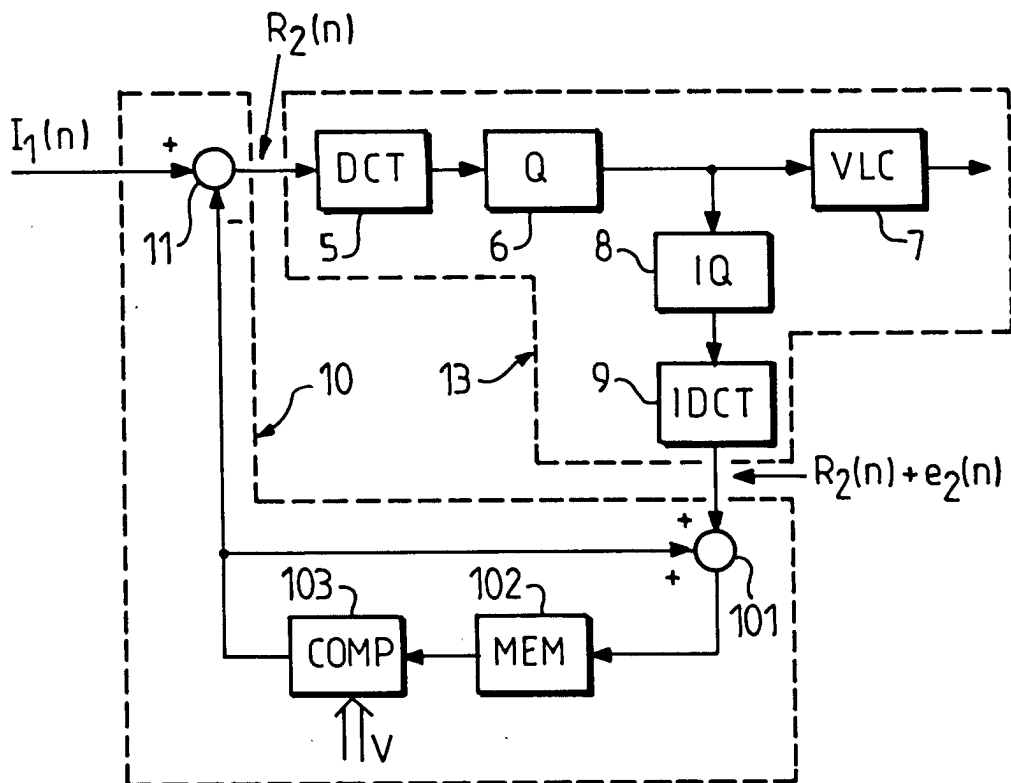 R₂(n)
I₁(n)
+
-
11
DCT
5
Q
6
VLC
7
8
IQ
10
13
9
IDCT
R₂(n) + e₂(n)
+
+
101
103
COMP
102
MEM
V